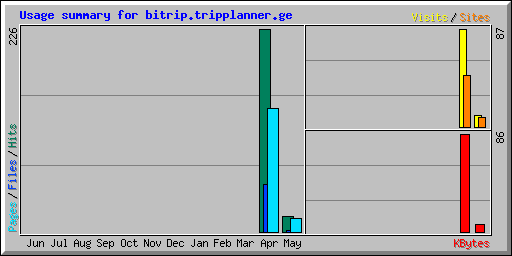 Usage summary for bitrip.tripplanner.ge
Visits / Sites
226
87
86
Pages / Files / Hits
Jun Jul Aug Sep Oct Nov Dec Jan Feb Mar Apr May
KBytes